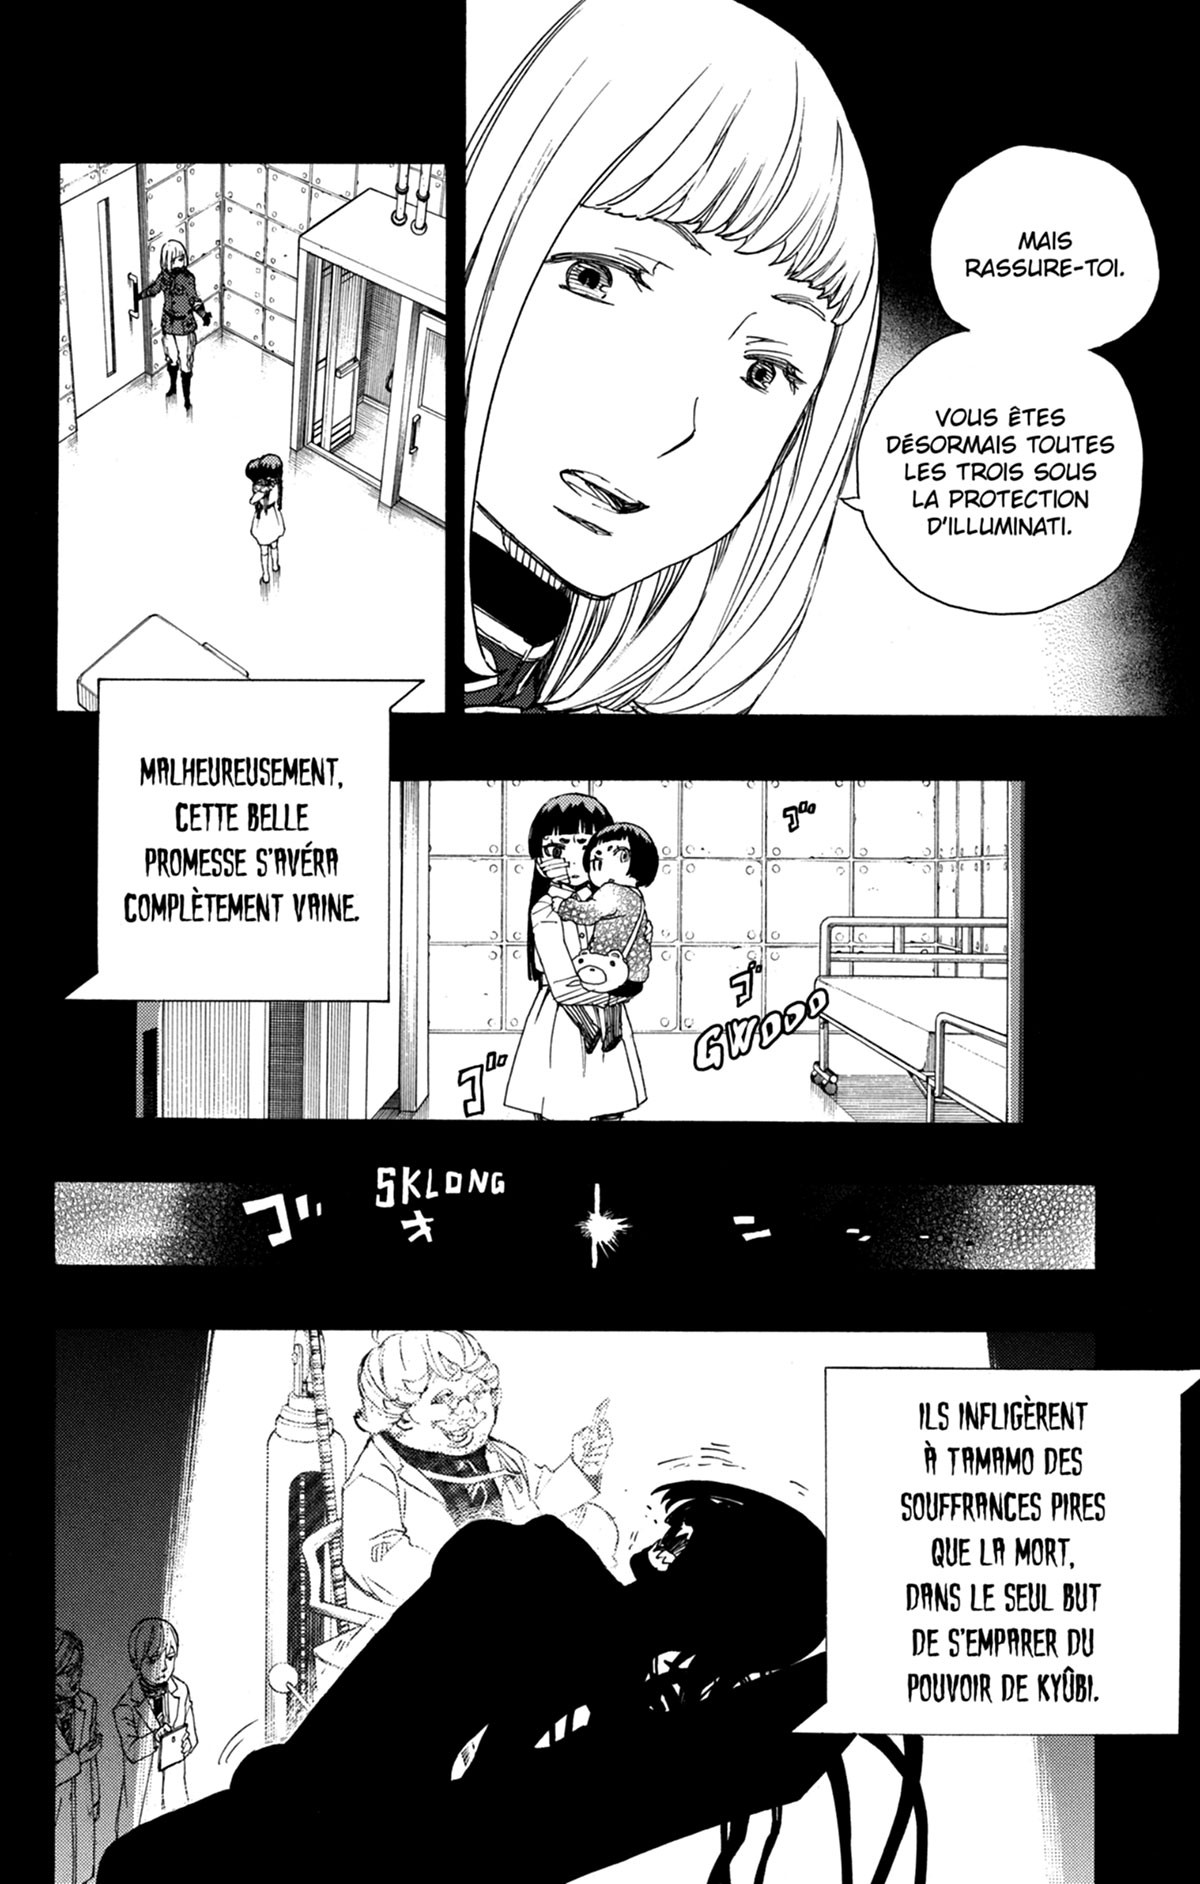 MAIS
RASSURE-TOI.
VOUS ÊTES
DÉSORMAIS TOUTES
LES TROIS SOUS
LA PROTECTION
D'ILLUMINATI.
MALHEUREUSEMENT,
CETTE BELLE
PROMESSE S'AVÉRA
COMPLÈTEMENT VAINE.
ゴ
ゴ
GWOOO
ゴ
SKLONG
ゴ
キ
ILS INFLIGÈRENT
À TAMAMO DES
SOUFFRANCES PIRES
QUE LA MORT,
DANS LE SEUL BUT
DE S'EMPARER DU
POUVOIR DE KYÛBI.